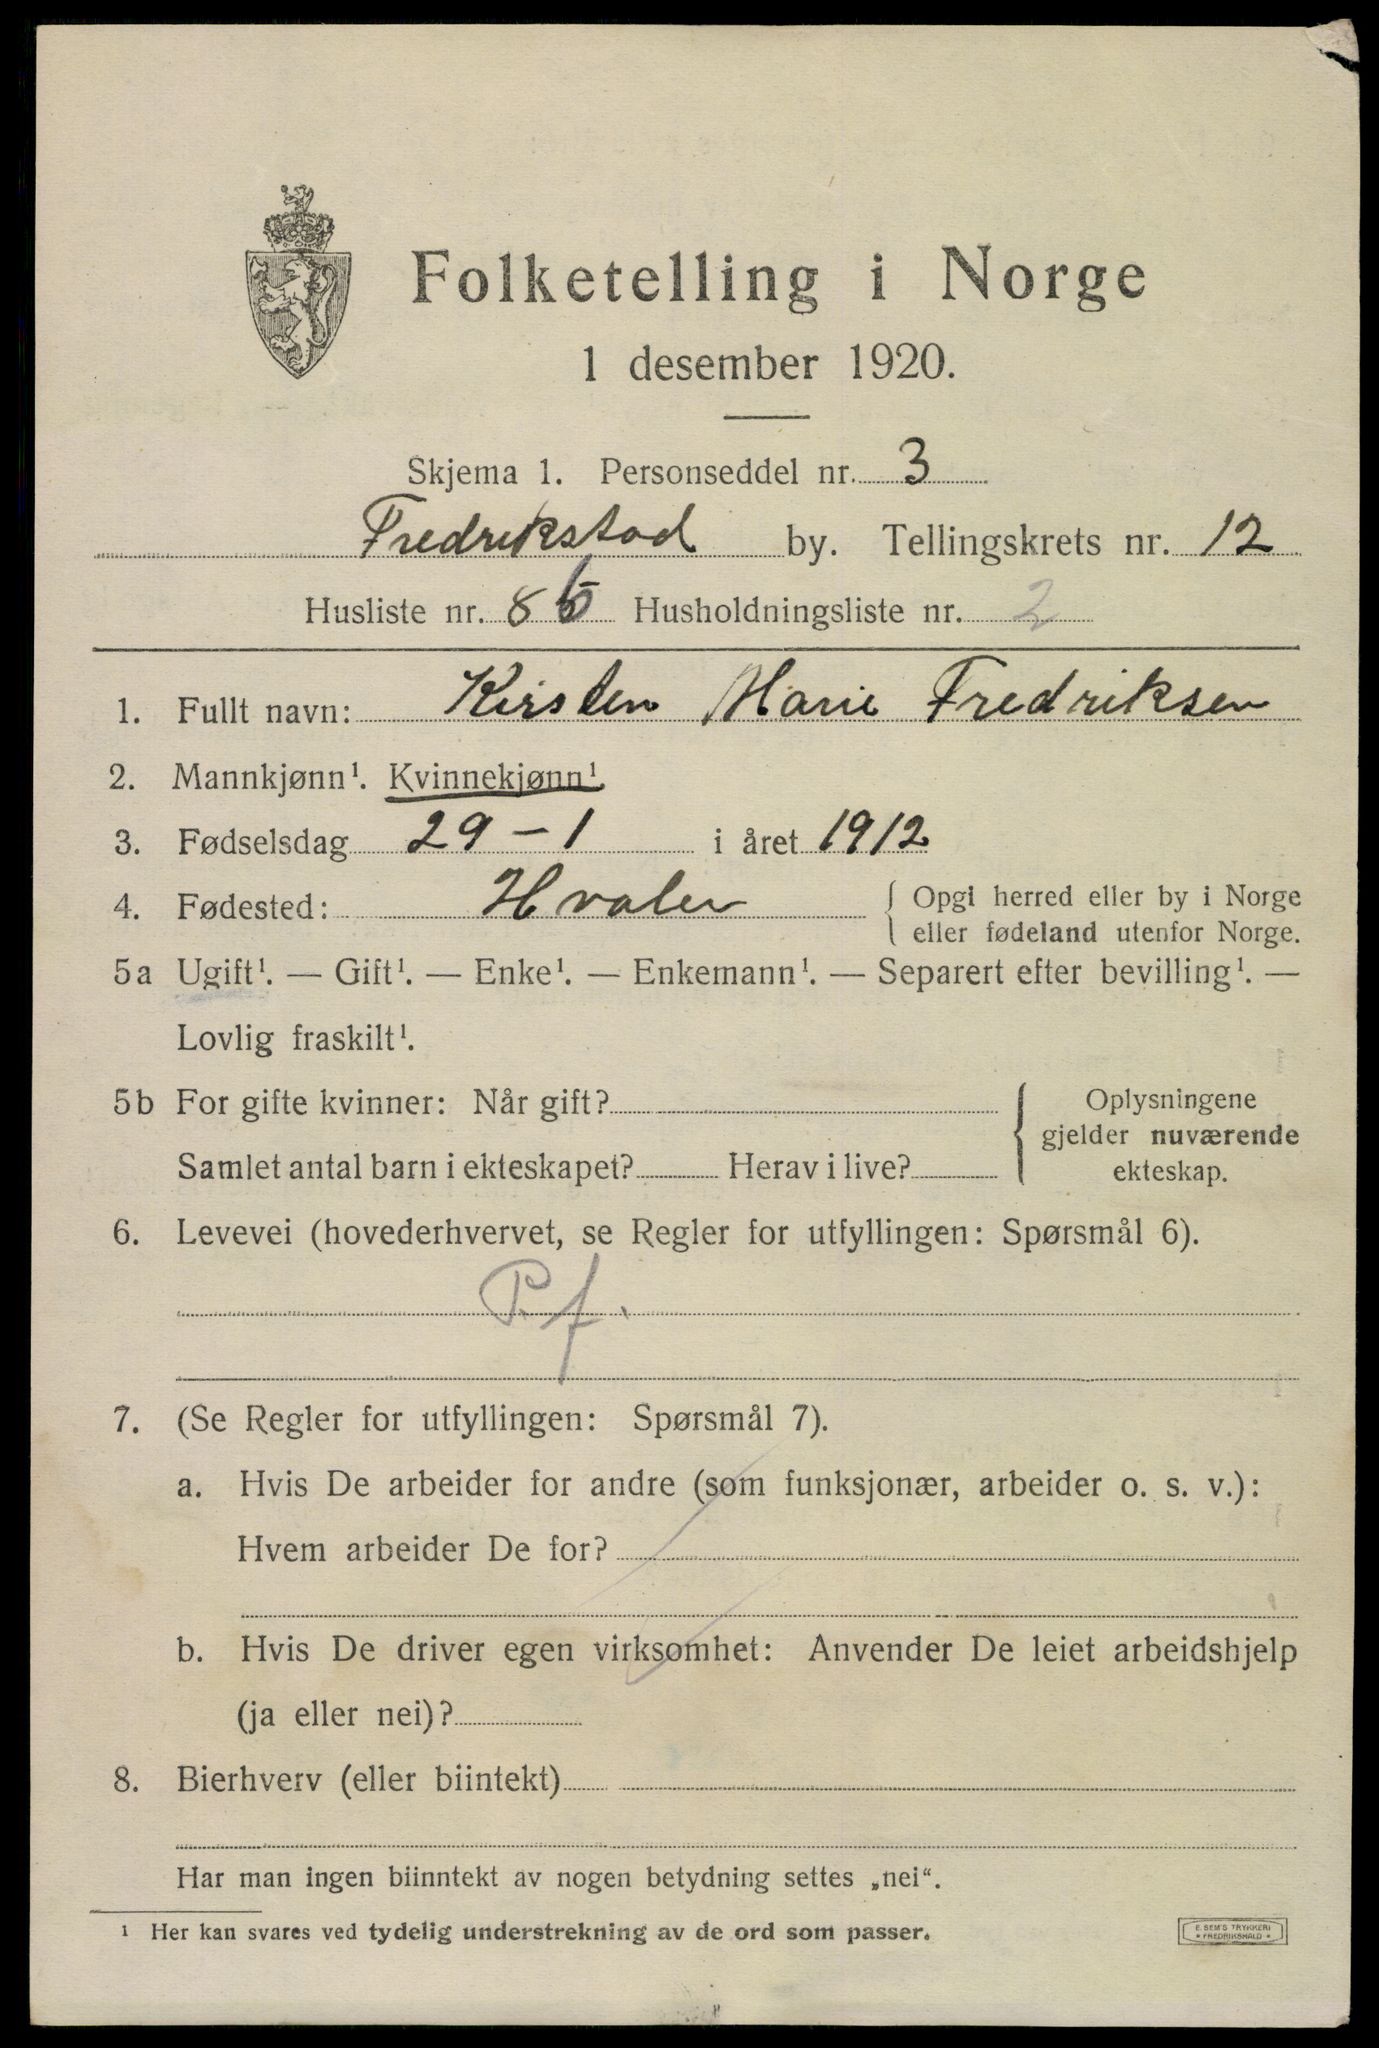 Folketelling i Norge
1 desember 1920.
Skjema 1. Personseddel nr. 3
Fredrikstad by. Tellingskrets nr. 12
Husliste nr. 8 Husholdningsliste nr. 2
1. Fullt navn: Kirsten Marie Fredriksen
2. Mannkjønn¹. Kvinnekjønn¹.
3. Fødselsdag 29 - 1 i året 1912
4. Fødested: Hvaler { Opgi herred eller by i Norge
eller fødeland utenfor Norge.
5a Ugift¹. — Gift¹. — Enke¹. — Enkemann¹. — Separert efter bevilling¹. —
Lovlig fraskilt¹.
5b For gifte kvinner: Når gift? { Oplysningene
gjelder nuværende
Samlet antal barn i ekteskapet? Herav i live? ekteskap.
6. Levevei (hovederhvervet, se Regler for utfyllingen: Spørsmål 6).
P. f.
7. (Se Regler for utfyllingen: Spørsmål 7).
a. Hvis De arbeider for andre (som funksjonær, arbeider o. s. v.):
Hvem arbeider De for?
b. Hvis De driver egen virksomhet: Anvender De leiet arbeidshjelp
(ja eller nei)?
8. Bierhverv (eller biintekt)
Har man ingen biinntekt av nogen betydning settes „nei“.
¹ Her kan svares ved tydelig understrekning av de ord som passer.
E. SEM'S TRYKKERI
* FREDRIKSHALD *